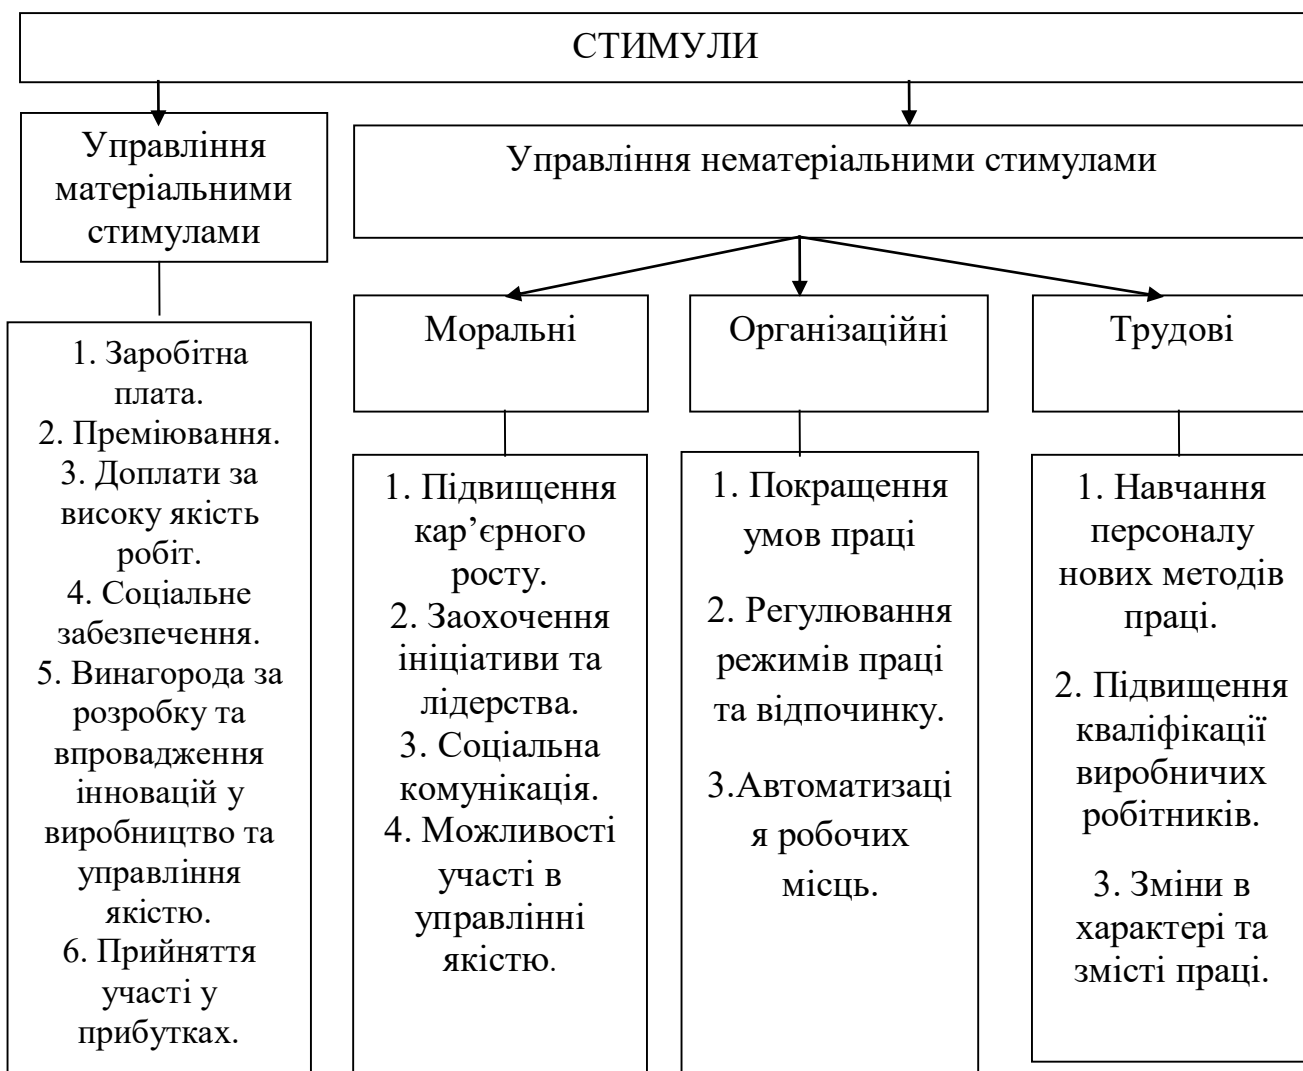 СТИМУЛИ
Управління
матеріальними
стимулами
Управління нематеріальними стимулами
Моральні
Організаційні
Трудові
1. Заробітна
плата.
2. Преміювання.
3. Доплати за
високу якість
робіт.
4. Соціальне
забезпечення.
5. Винагорода за
розробку та
впровадження
інновацій у
виробництво та
управління
якістю.
6. Прийняття
участі у
прибутках.
1. Підвищення
кар’єрного
росту.
2. Заохочення
ініціативи та
лідерства.
3. Соціальна
комунікація.
4. Можливості
участі в
управлінні
якістю.
1. Покращення
умов праці
2. Регулювання
режимів праці
та відпочинку.
3.Автоматизаці
я робочих
місць.
1. Навчання
персоналу
нових методів
праці.
2. Підвищення
кваліфікації
виробничих
робітників.
3. Зміни в
характері та
змісті праці.